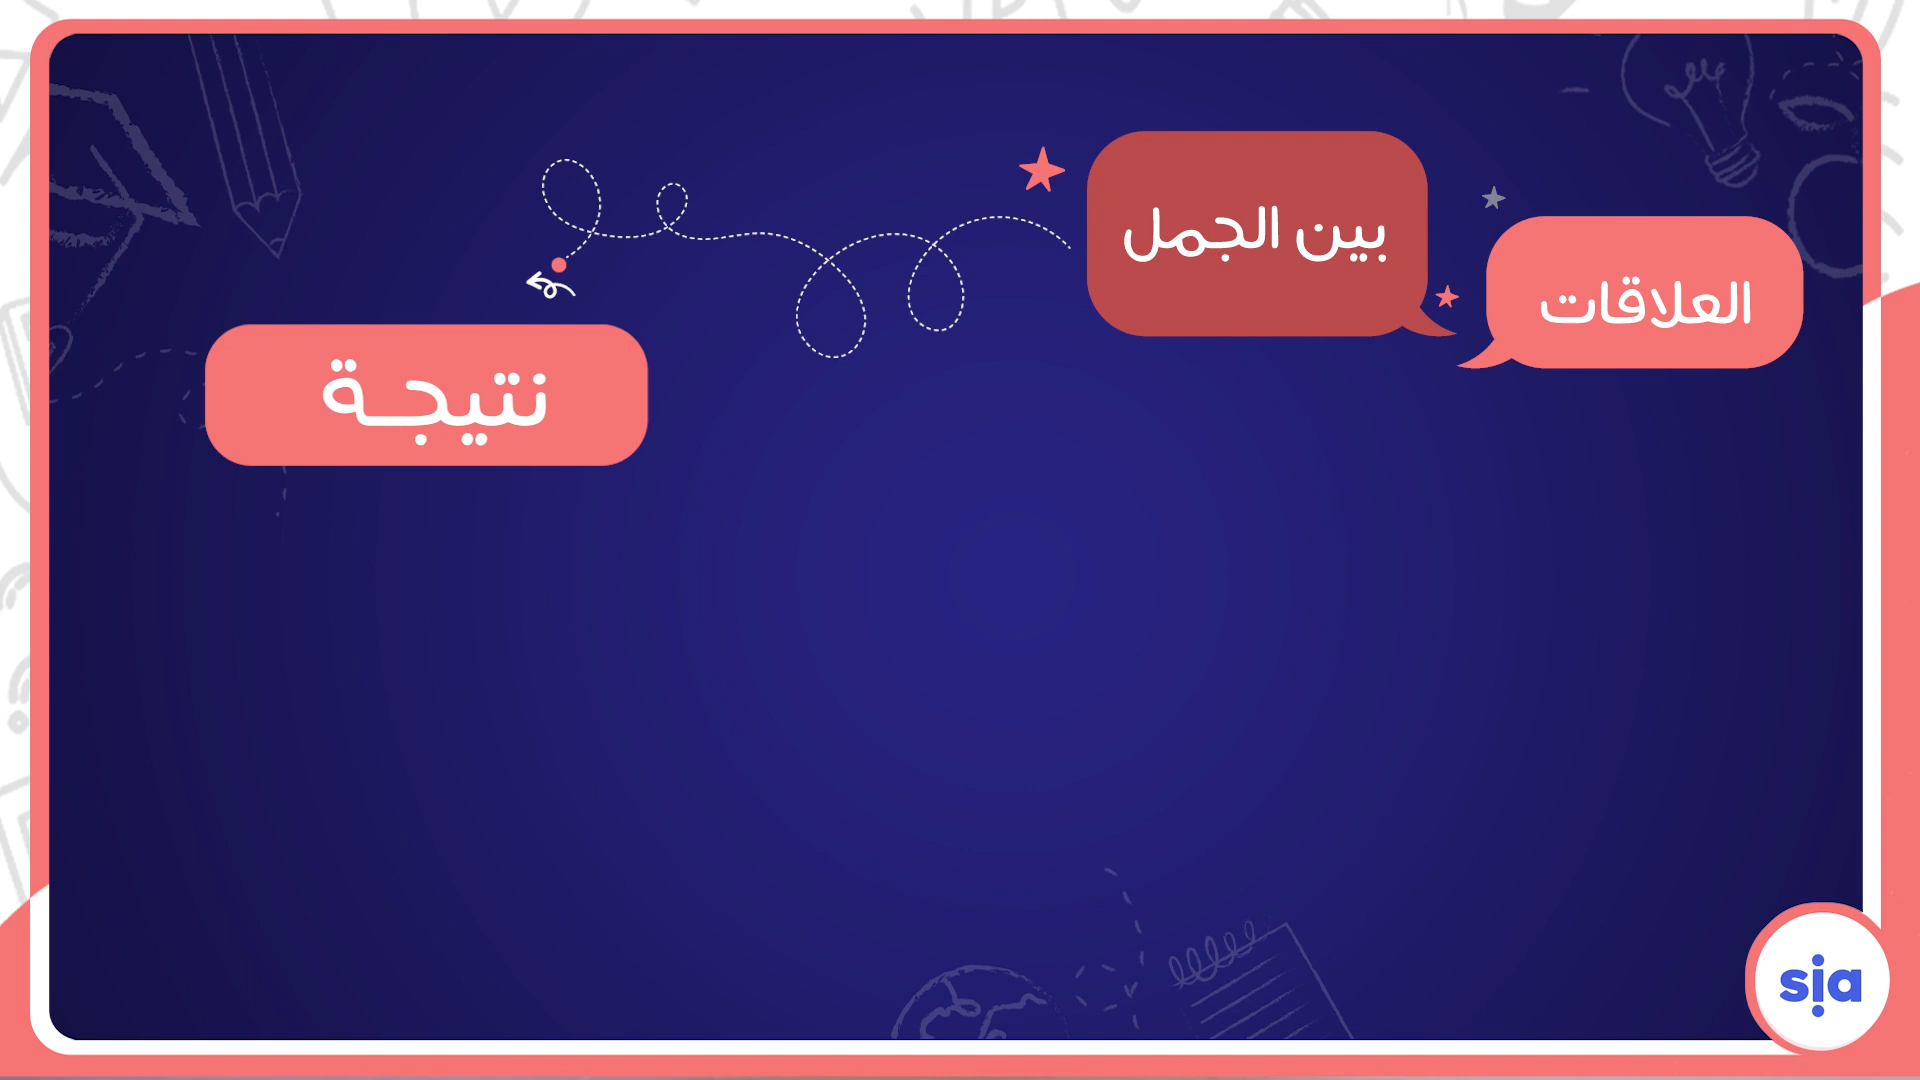 العلاقات
بين الجمل
نتيجـة
sia